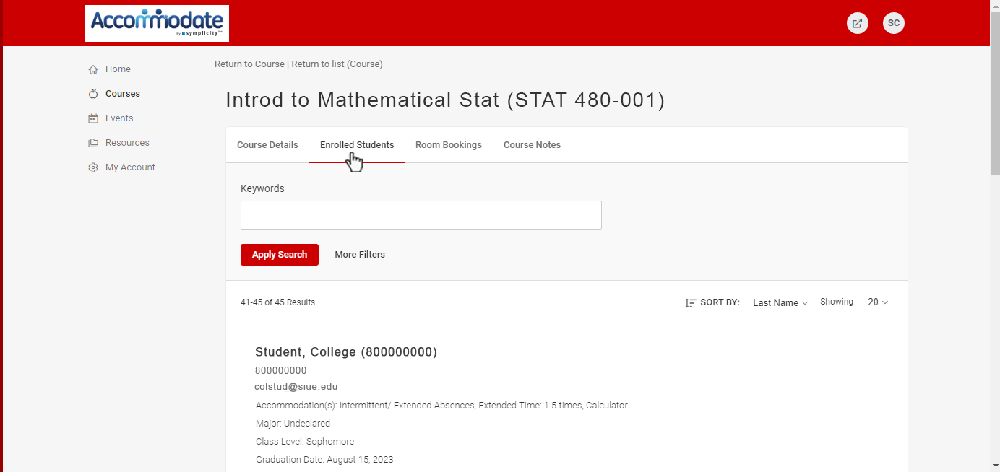 Accommodate
by symplicity™
SC
Home
Courses
Events
Resources
My Account
Return to Course | Return to list (Course)
Introd to Mathematical Stat (STAT 480-001)
Course Details Enrolled Students Room Bookings Course Notes
Keywords
Apply Search More Filters
41-45 of 45 Results SORT BY: Last Name Showing 20
Student, College (800000000)
800000000
colstud@siue.edu
Accommodation(s): Intermittent/ Extended Absences, Extended Time: 1.5 times, Calculator
Major: Undeclared
Class Level: Sophomore
Graduation Date: August 15, 2023